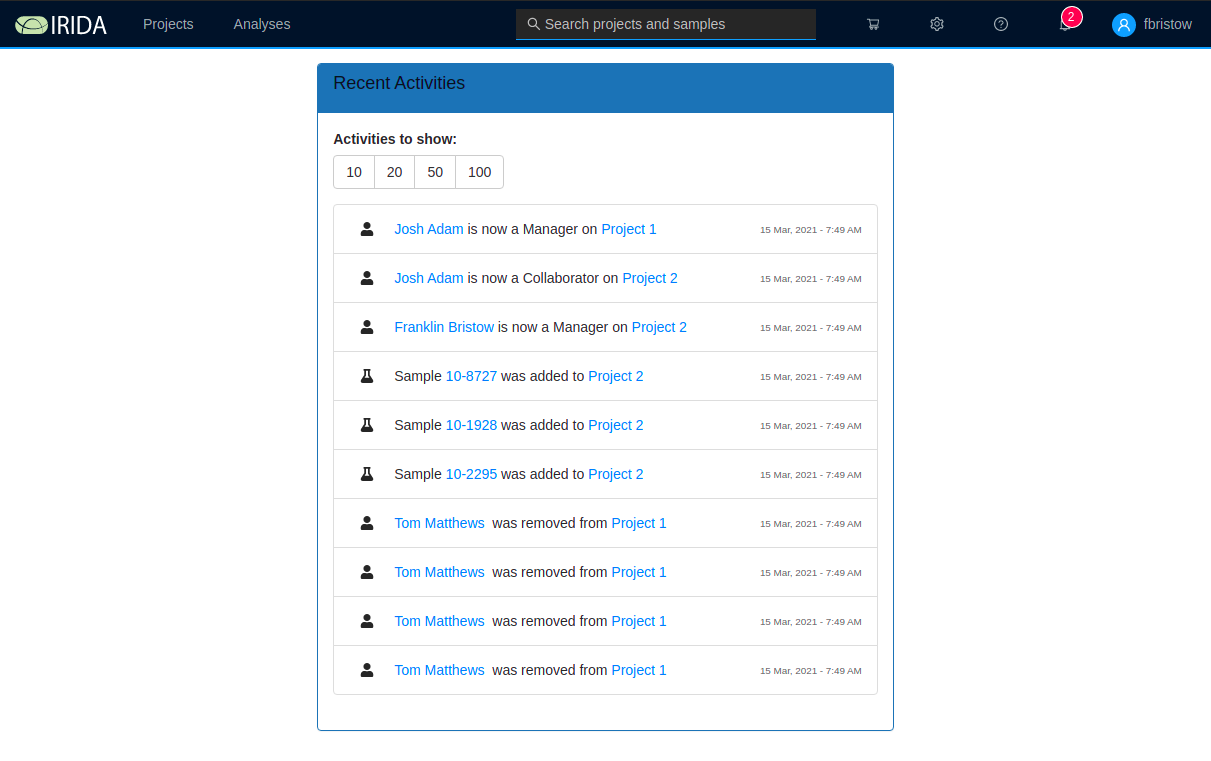 IRIDA Projects Analyses Search projects and samples 2 fbristow
Recent Activities
Activities to show:
10 20 50 100
Josh Adam is now a Manager on Project 1 15 Mar, 2021 - 7:49 AM
Josh Adam is now a Collaborator on Project 2 15 Mar, 2021 - 7:49 AM
Franklin Bristow is now a Manager on Project 2 15 Mar, 2021 - 7:49 AM
Sample 10-8727 was added to Project 2 15 Mar, 2021 - 7:49 AM
Sample 10-1928 was added to Project 2 15 Mar, 2021 - 7:49 AM
Sample 10-2295 was added to Project 2 15 Mar, 2021 - 7:49 AM
Tom Matthews was removed from Project 1 15 Mar, 2021 - 7:49 AM
Tom Matthews was removed from Project 1 15 Mar, 2021 - 7:49 AM
Tom Matthews was removed from Project 1 15 Mar, 2021 - 7:49 AM
Tom Matthews was removed from Project 1 15 Mar, 2021 - 7:49 AM